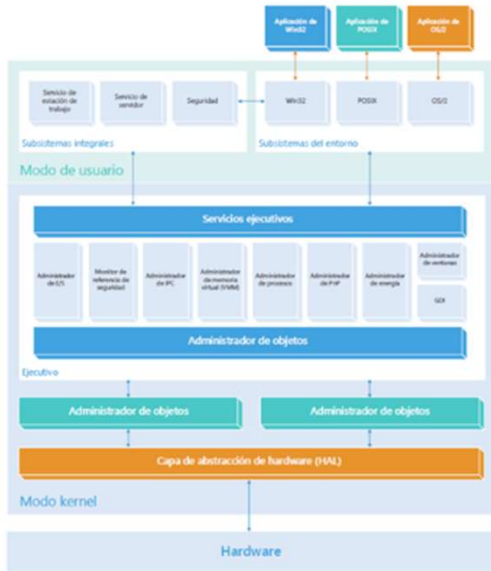 Aplicación de
Win32
Aplicación de
POSIX
Aplicación de
OS/2
Servicio de
estación de
trabajo
Servicio de
servidor
Seguridad
Win32
POSIX
OS/2
Subsistemas integrales
Subsistemas del entorno
Modo de usuario
Servicios ejecutivos
Administrador
de E/S
Monitor de
referencia de
seguridad
Administrador
de IPC
Administrador
de memoria
virtual (VMM)
Administrador
de procesos
Administrador
de PnP
Administrador
de energía
Administrador
de ventanas
GDI
Administrador de objetos
Ejecutivo
Administrador de objetos
Administrador de objetos
Capa de abstracción de hardware (HAL)
Modo kernel
Hardware